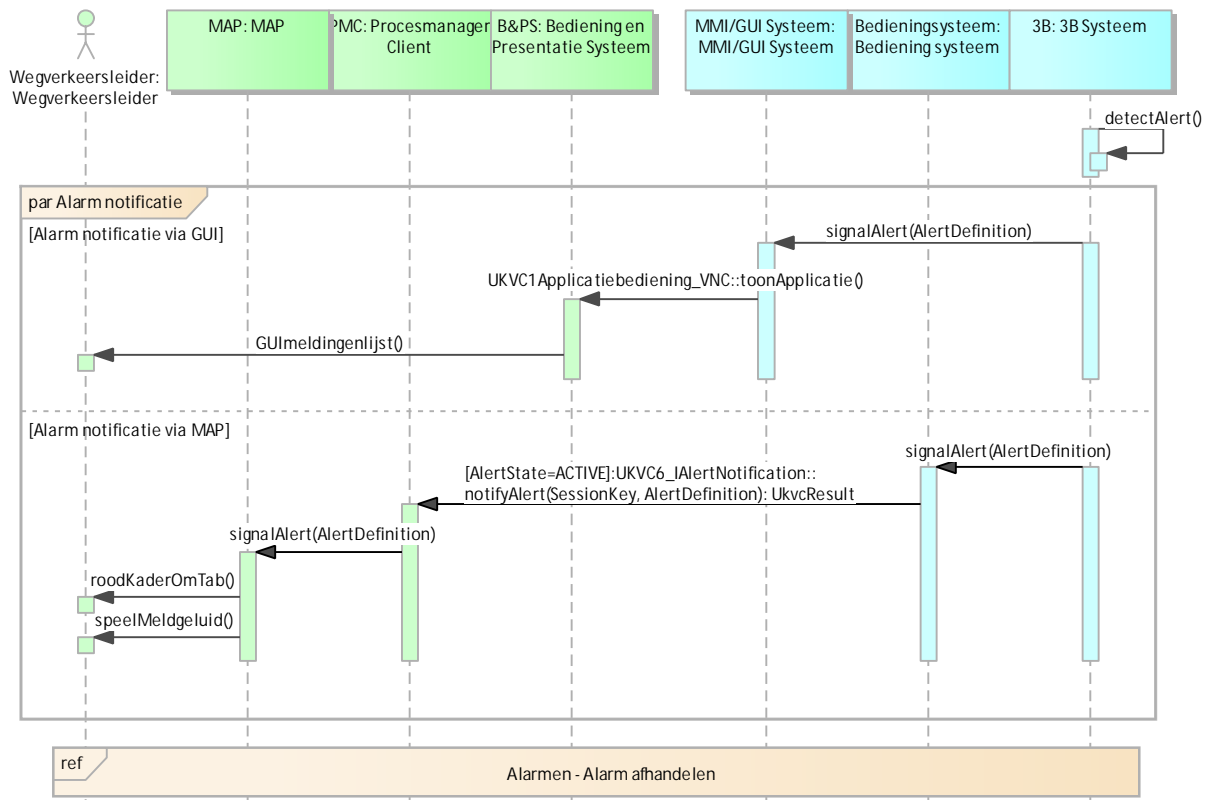 Wegverkeersleider:
Wegverkeersleider
MAP: MAP
PMC: Procesmanager
Client
B&PS: Bediening en
Presentatie Systeem
MMI/GUI Systeem:
MMI/GUI Systeem
Bedieningsysteem:
Bediening systeem
3B: 3B Systeem
detectAlert()
par Alarm notificatie
[Alarm notificatie via GUI]
signalAlert(AlertDefinition)
UKVC1Applicatiebediening_VNC::toonApplicatie()
GUImeldingenlijst()
[Alarm notificatie via MAP]
signalAlert(AlertDefinition)
[AlertState=ACTIVE]:UKVC6_IAlertNotification::
notifyAlert(SessionKey, AlertDefinition): UkvcResult
signalAlert(AlertDefinition)
roodKaderOmTab()
speelMeldgeluid()
ref
Alarmen - Alarm afhandelen